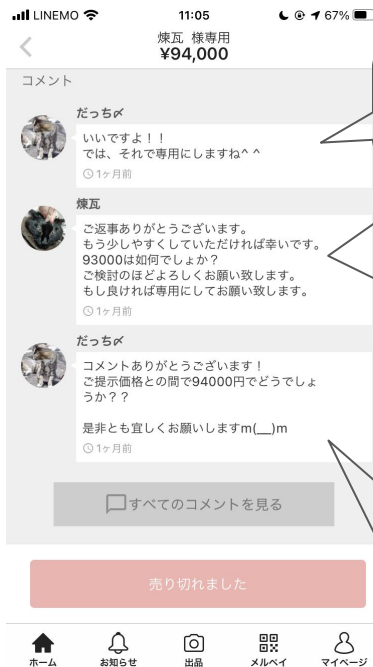 LINEMO
11:05
67%
煉瓦 様専用
¥94,000
コメント
だっち〆
いいですよ！！
では、それで専用にしますね^ ^
1ヶ月前
煉瓦
ご返事ありがとうございます。
もう少しやすくしていただければ幸いです。
93000は如何でしょか？
ご検討のほどよろしくお願い致します。
もし良ければ専用にしてお願い致します。
1ヶ月前
だっち〆
コメントありがとうございます！
ご提示価格との間で94000円でどうでしょ
うか？？
是非とも宜しくお願いしますm(__)m
1ヶ月前
すべてのコメントを見る
売り切れました
ホーム
お知らせ
出品
メルペイ
マイページ